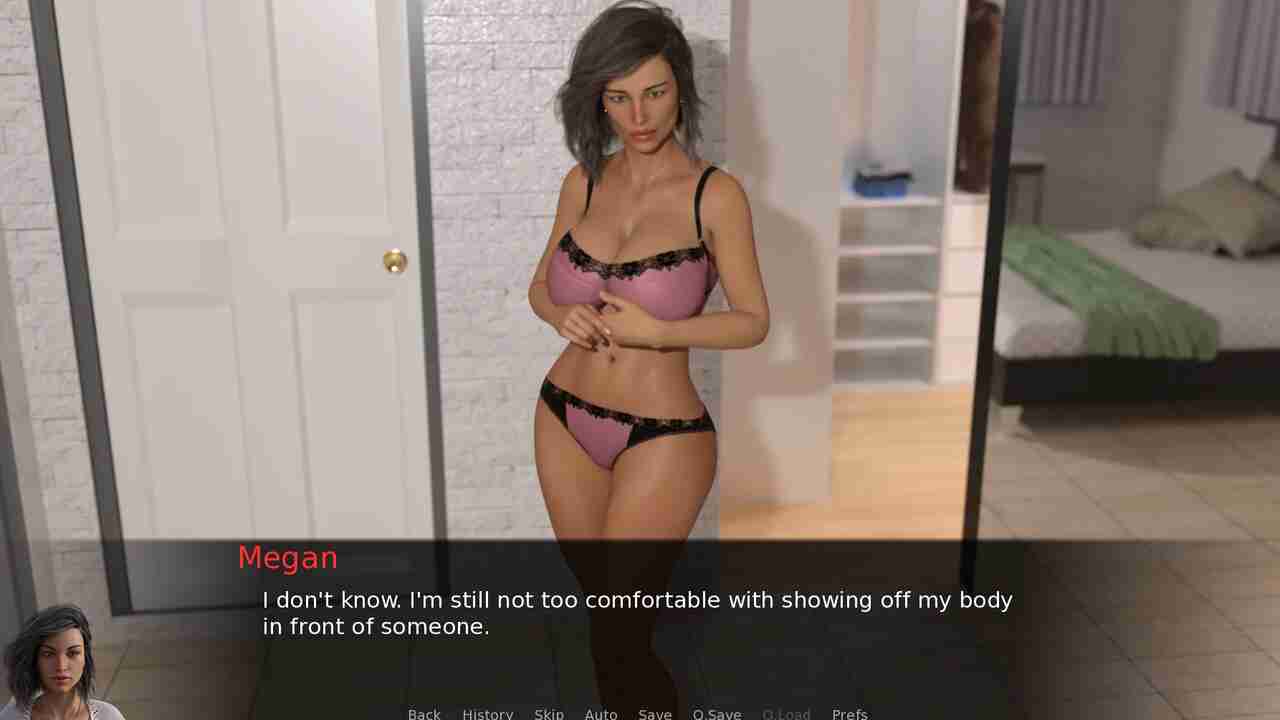 Megan
I don't know. I'm still not too comfortable with showing off my body
in front of someone.
Back History Skip Auto Save Q.Save Q.Load Prefs